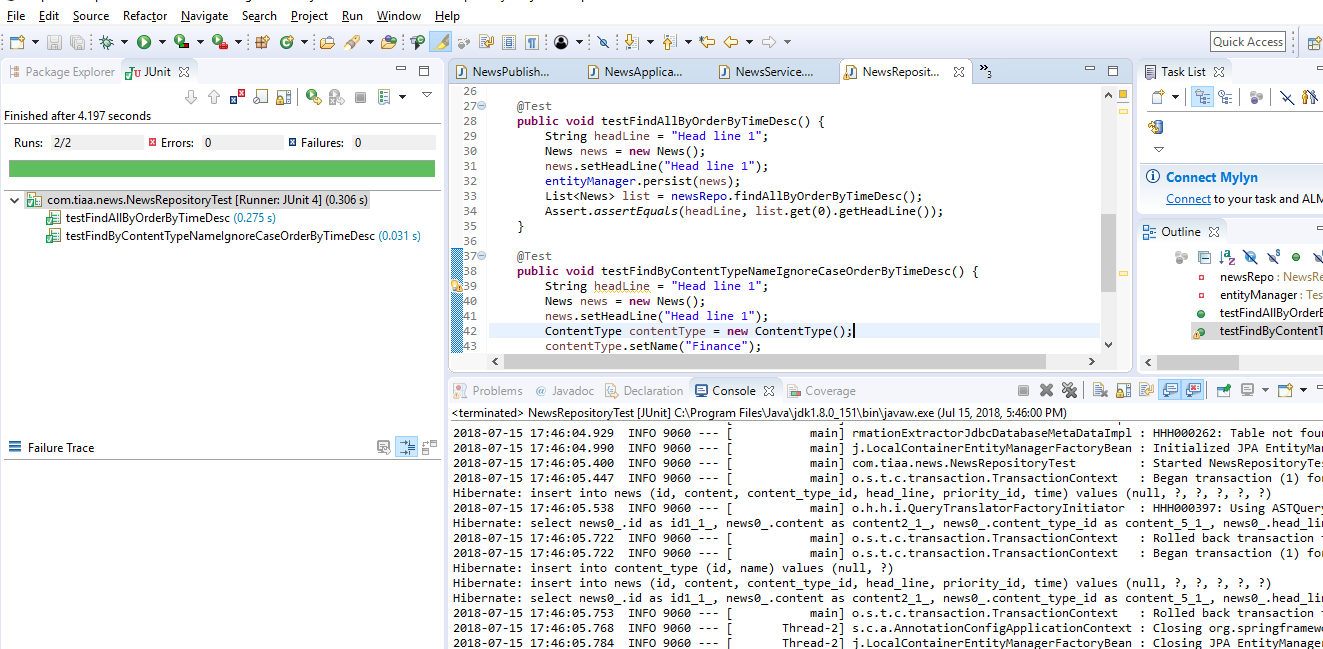 File Edit Source Refactor Navigate Search Project Run Window Help
Quick Access
Package Explorer JUnit
Finished after 4.197 seconds
Runs: 2/2 Errors: 0 Failures: 0
com.tiaa.news.NewsRepositoryTest [Runner: JUnit 4] (0.306 s)
testFindAllByOrderByTimeDesc (0.275 s)
testFindByContentTypeNameIgnoreCaseOrderByTimeDesc (0.031 s)
Failure Trace
NewsPublish... NewsApplica... NewsService.... NewsReposit... »3
26
27 @Test
28 public void testFindAllByOrderByTimeDesc() {
29 String headLine = "Head line 1";
30 News news = new News();
31 news.setHeadLine("Head line 1");
32 entityManager.persist(news);
33 List<News> list = newsRepo.findAllByOrderByTimeDesc();
34 Assert.assertEquals(headLine, list.get(0).getHeadLine());
35 }
36
37 @Test
38 public void testFindByContentTypeNameIgnoreCaseOrderByTimeDesc() {
39 String headLine = "Head line 1";
40 News news = new News();
41 news.setHeadLine("Head line 1");
42 ContentType contentType = new ContentType();
43 contentType.setName("Finance");
Task List
Connect Mylyn
Connect to your task and ALM
Outline
newsRepo : NewsRe
entityManager : Tes
testFindAllByOrderB
testFindByContentT
Problems @ Javadoc Declaration Console Coverage
<terminated> NewsRepositoryTest [JUnit] C:\Program Files\Java\jdk1.8.0_151\bin\javaw.exe (Jul 15, 2018, 5:46:00 PM)
2018-07-15 17:46:04.929 INFO 9060 --- [ main] rmationExtractorJdbcDatabaseMetaDataImpl : HHH000262: Table not fou
2018-07-15 17:46:04.990 INFO 9060 --- [ main] j.LocalContainerEntityManagerFactoryBean : Initialized JPA EntityMan
2018-07-15 17:46:05.400 INFO 9060 --- [ main] com.tiaa.news.NewsRepositoryTest : Started NewsRepositoryTes
2018-07-15 17:46:05.447 INFO 9060 --- [ main] o.s.t.c.transaction.TransactionContext : Began transaction (1) for
Hibernate: insert into news (id, content, content_type_id, head_line, priority_id, time) values (null, ?, ?, ?, ?, ?)
2018-07-15 17:46:05.538 INFO 9060 --- [ main] o.h.h.i.QueryTranslatorFactoryInitiator : HHH000397: Using ASTQuery
Hibernate: select news0_.id as id1_1_, news0_.content as content2_1_, news0_.content_type_id as content_5_1_, news0_.head_lin
2018-07-15 17:46:05.722 INFO 9060 --- [ main] o.s.t.c.transaction.TransactionContext : Rolled back transaction f
2018-07-15 17:46:05.722 INFO 9060 --- [ main] o.s.t.c.transaction.TransactionContext : Began transaction (1) for
Hibernate: insert into content_type (id, name) values (null, ?)
Hibernate: insert into news (id, content, content_type_id, head_line, priority_id, time) values (null, ?, ?, ?, ?, ?)
Hibernate: select news0_.id as id1_1_, news0_.content as content2_1_, news0_.content_type_id as content_5_1_, news0_.head_lin
2018-07-15 17:46:05.753 INFO 9060 --- [ main] o.s.t.c.transaction.TransactionContext : Rolled back transaction f
2018-07-15 17:46:05.768 INFO 9060 --- [ Thread-2] s.c.a.AnnotationConfigApplicationContext : Closing org.springframewo
2018-07-15 17:46:05.784 INFO 9060 --- [ Thread-2] j.LocalContainerEntityManagerFactoryBean : Closing JPA EntityManager